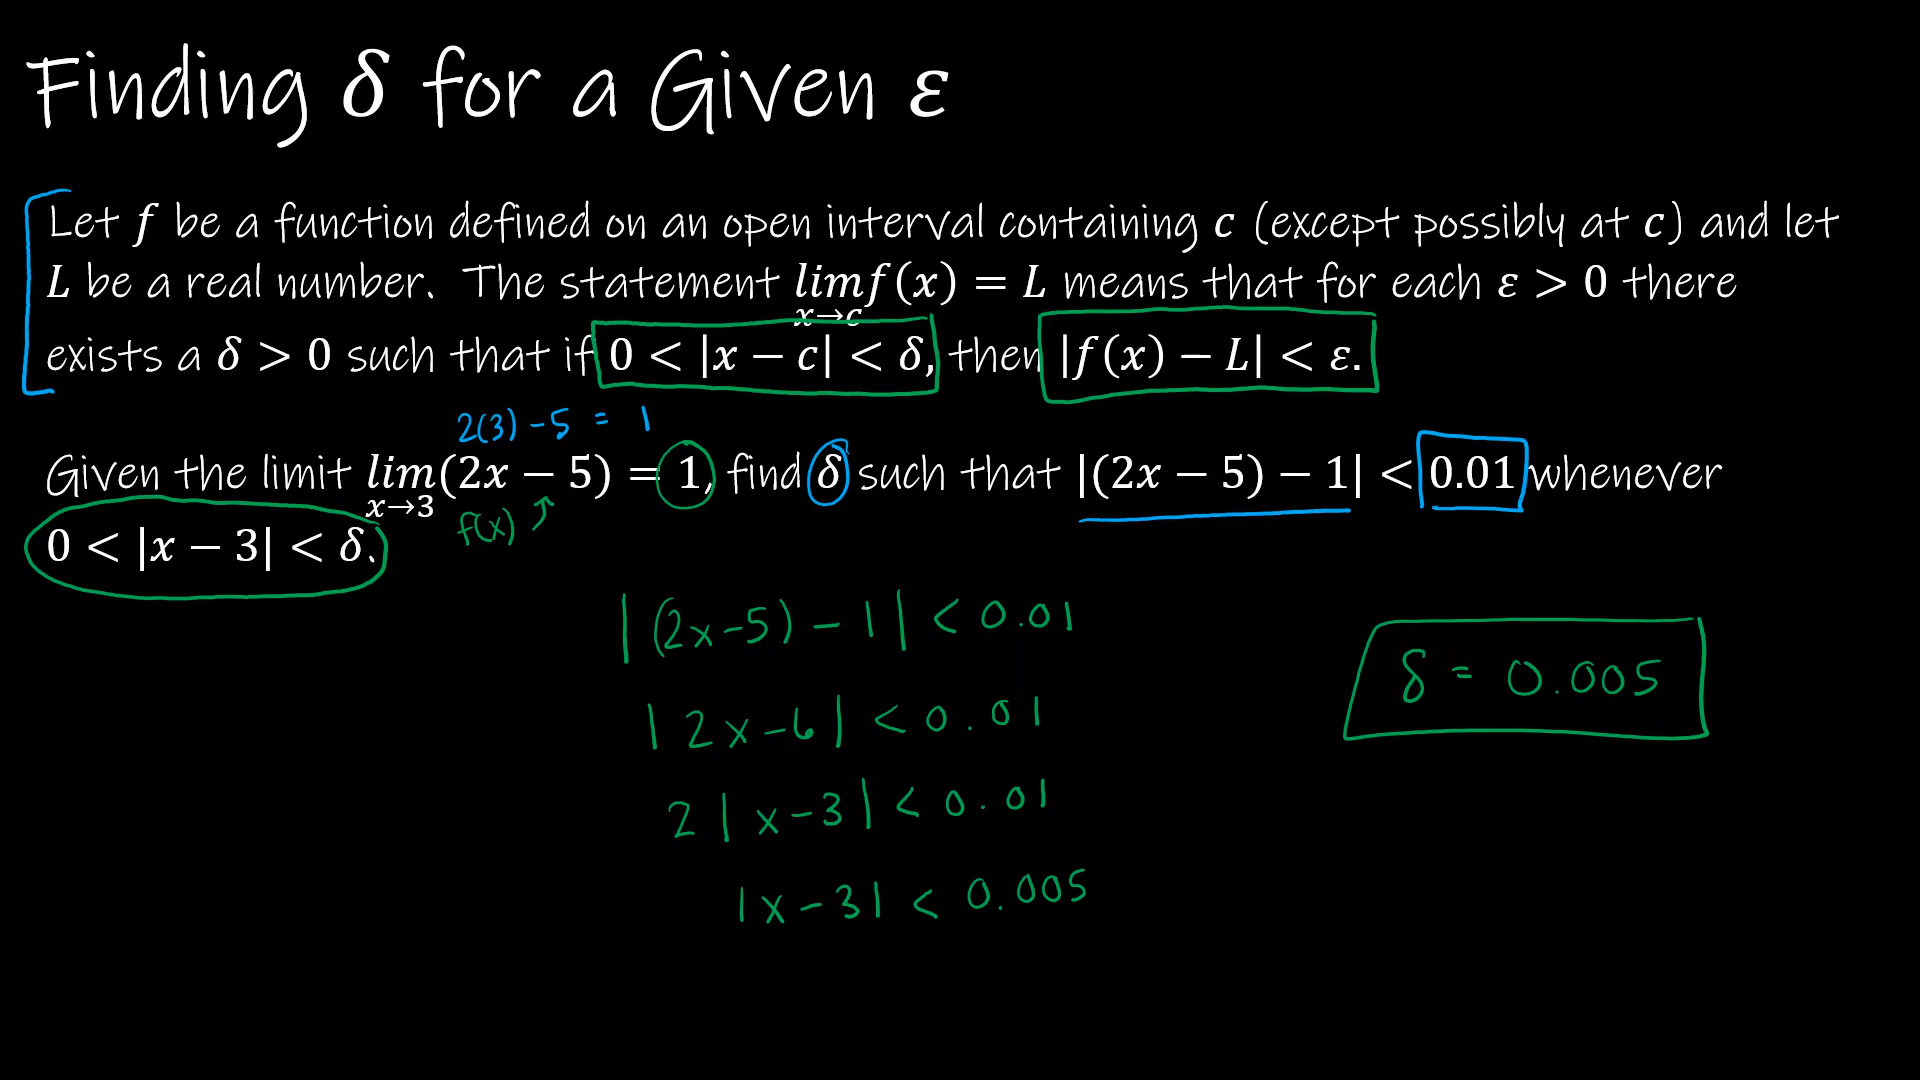 Finding δ for a Given ε
Let f be a function defined on an open interval containing c (except possibly at c) and let
L be a real number. The statement lim f(x) = L means that for each ε > 0 there
x→c
exists a δ > 0 such that if 0 < |x − c| < δ, then |f(x) − L| < ε.
2(3) - 5 = 1
Given the limit lim (2x − 5) = 1, find δ such that |(2x − 5) − 1| < 0.01 whenever
x→3
f(x)
0 < |x − 3| < δ.
|(2x-5) - 1| < 0.01
|2x-6| < 0.01
δ = 0.005
2|x-3| < 0.01
|x-3| < 0.005